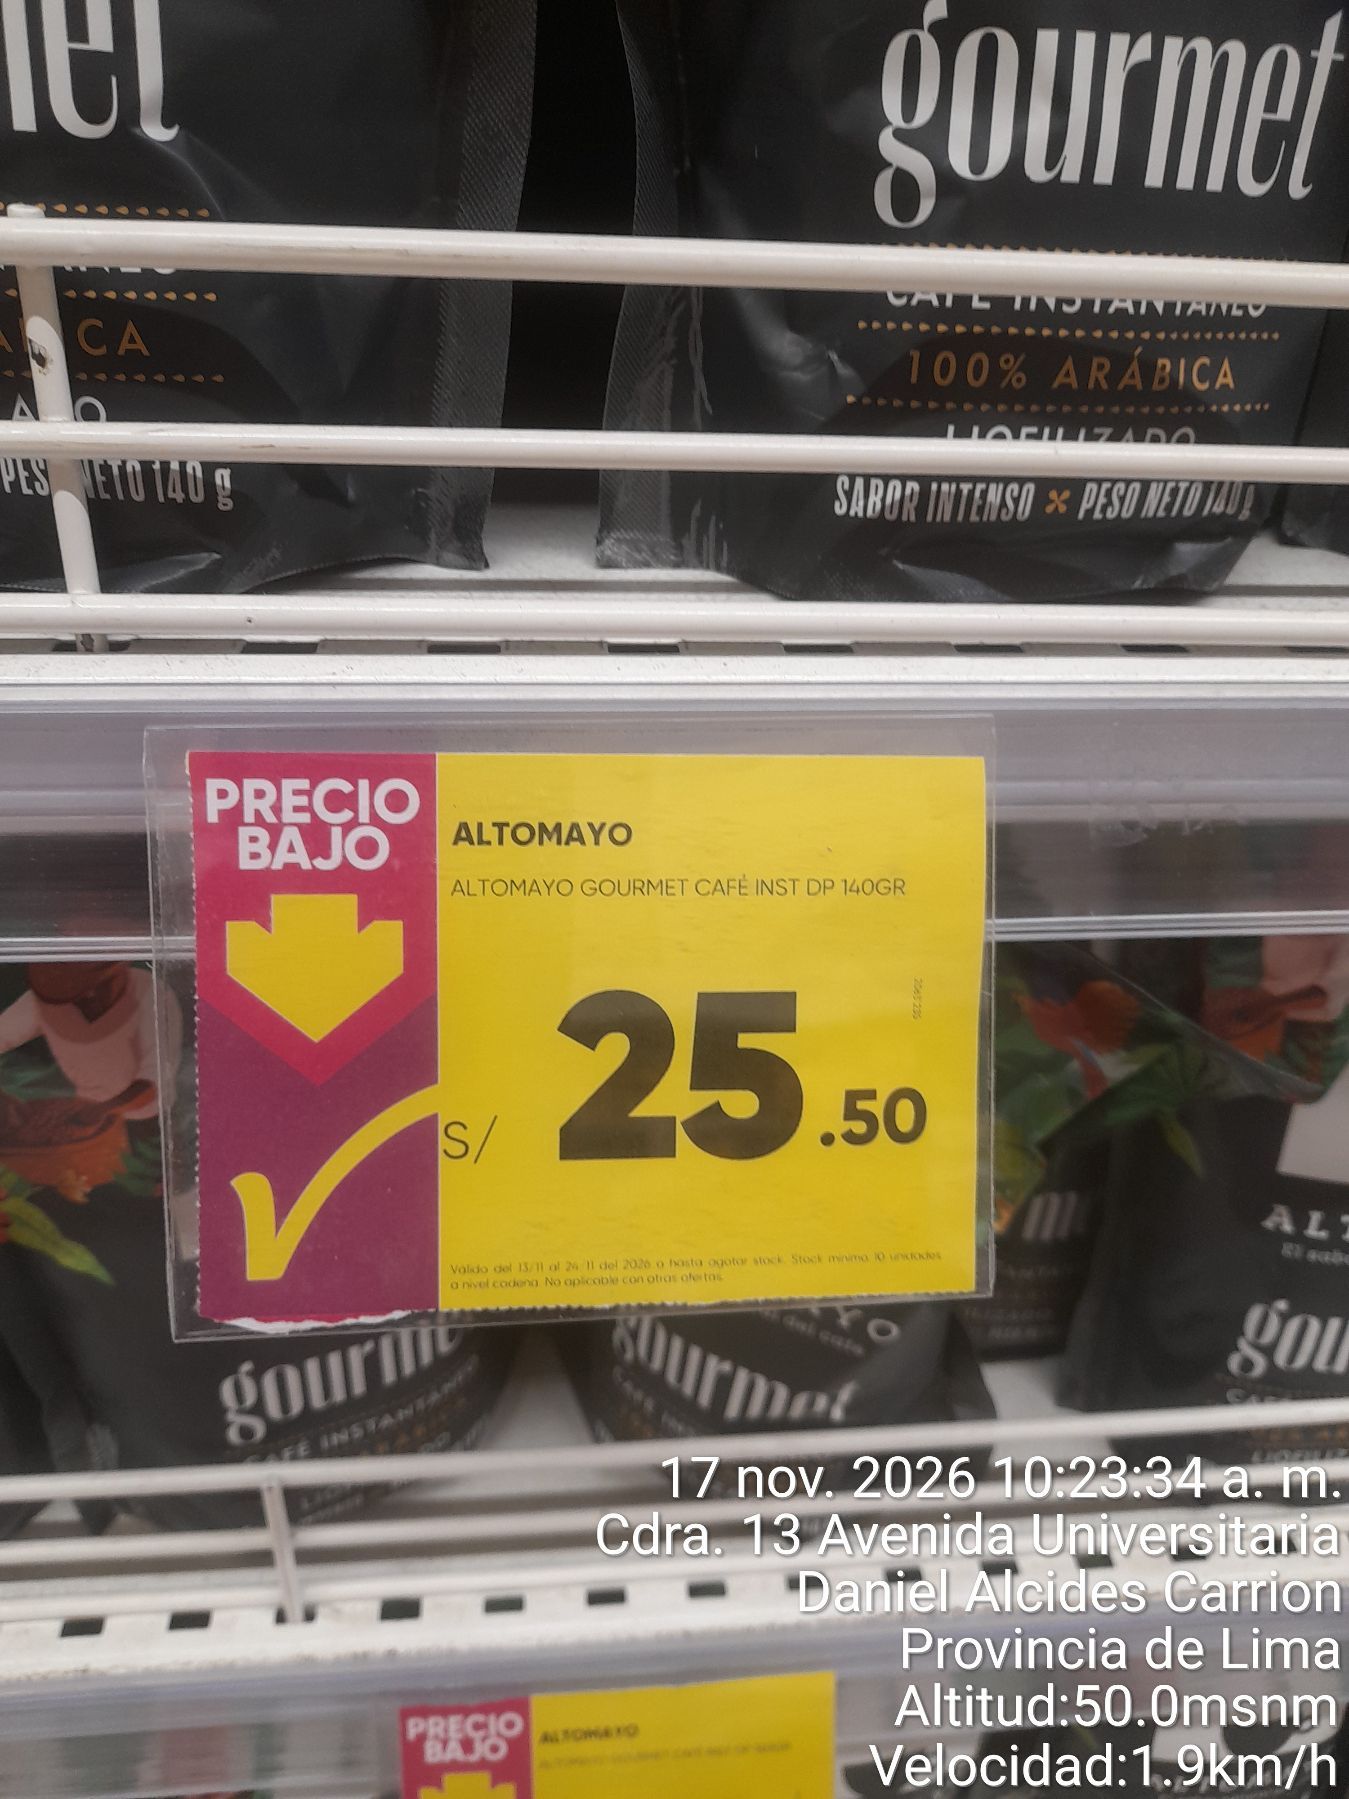 gourmet
CAFÉ INSTANTÁNEO
100% ARÁBICA
LIOFILIZADO
PESO NETO 140 g
SABOR INTENSO PESO NETO 140g
PRECIO
BAJO
ALTOMAYO
ALTOMAYO GOURMET CAFÉ INST DP 140GR
S/ 25.50
Válido del 13/11 al 24/11 del 2026 o hasta agotar stock. Stock mínimo 10 unidades
a nivel cadena. No aplicable con otras ofertas.
gourmet
CAFÉ INSTANTÁNEO
gourmet
17 nov. 2026 10:23:34 a. m.
Cdra. 13 Avenida Universitaria
Daniel Alcides Carrion
Provincia de Lima
Altitud:50.0msnm
Velocidad:1.9km/h
PRECIO
BAJO
ALTOMAYO